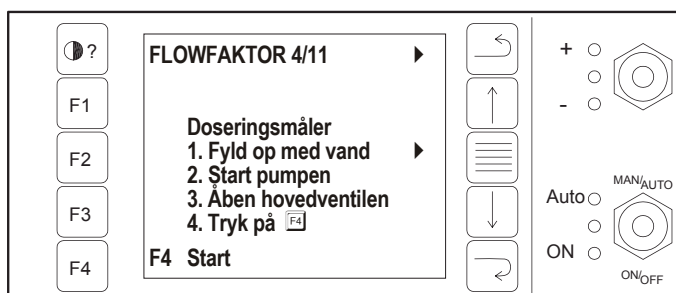 ?
F1
F2
F3
F4
FLOWFAKTOR 4/11
Doseringsmåler
1. Fyld op med vand
2. Start pumpen
3. Åben hovedventilen
4. Tryk på F4
F4 Start
+
-
MAN/AUTO
Auto
ON
ON/OFF